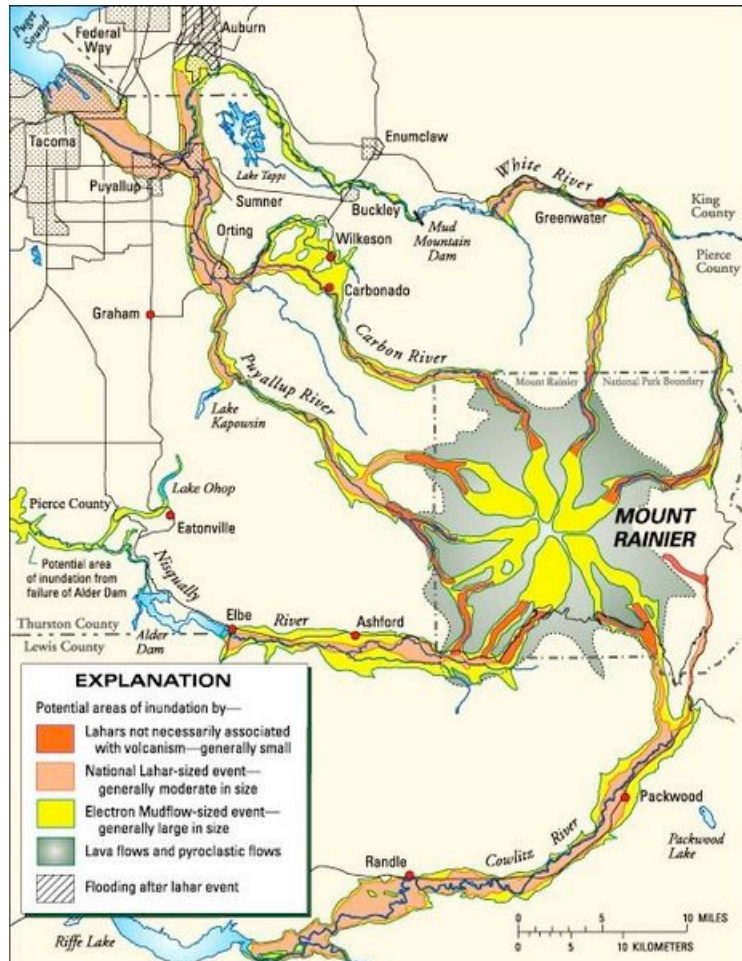 Puget
Sound
Federal
Way
Auburn
Tacoma
Puyallup
Lake Tapps
Enumclaw
Sumner
Buckley
Orting
Wilkeson
Mud
Mountain
Dam
White River
Greenwater
King
County
Pierce
County
Carbonado
Graham
Carbon River
Puyallup River
Lake
Kapowsin
Mount Rainier
National Park Boundary
Lake Ohop
Pierce County
Eatonville
MOUNT
RAINIER
Potential area
of inundation from
failure of Alder Dam
Nisqually
River
Elbe
Ashford
Thurston County
Lewis County
Alder
Dam
EXPLANATION
Potential areas of inundation by—
Lahars not necessarily associated
with volcanism—generally small
National Lahar-sized event—
generally moderate in size
Electron Mudflow-sized event—
generally large in size
Lava flows and pyroclastic flows
Flooding after lahar event
Packwood
Packwood
Lake
Cowlitz River
Randle
Riffe Lake
0 5 10 MILES
0 5 10 KILOMETERS